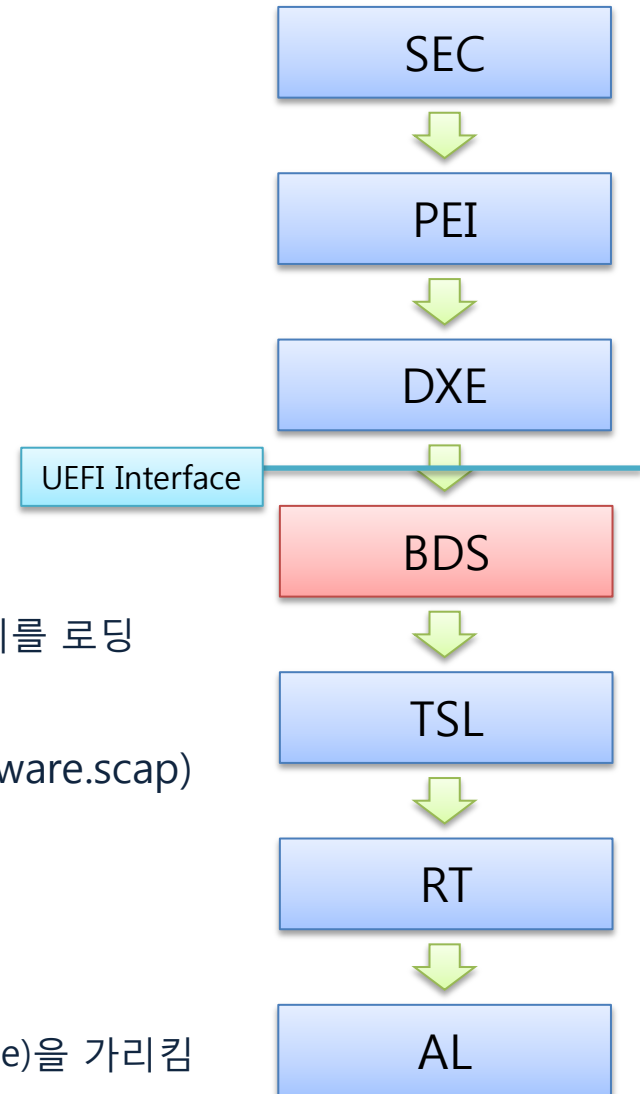 SEC
PEI
DXE
UEFI Interface
BDS
를 로딩
TSL
ware.scap)
RT
e)을 가리킴
AL